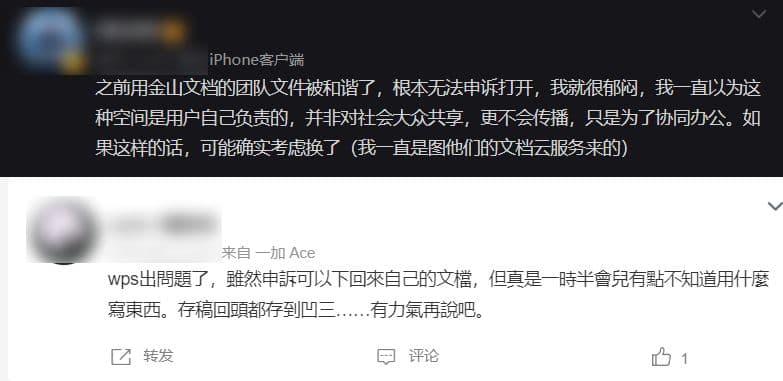 iPhone客户端
之前用金山文档的团队文件被和谐了，根本无法申诉打开，我就很郁闷，我一直以为这
种空间是用户自己负责的，并非对社会大众共享，更不会传播，只是为了协同办公。如
果这样的话，可能确实考虑换了（我一直是图他们的文档云服务来的）
来自 一加 Ace
wps出問題了，雖然申訴可以下回來自己的文檔，但真是一時半會兒有點不知道用什麼
寫東西。存稿回頭都存到凹三……有力氣再說吧。
转发 评论 1